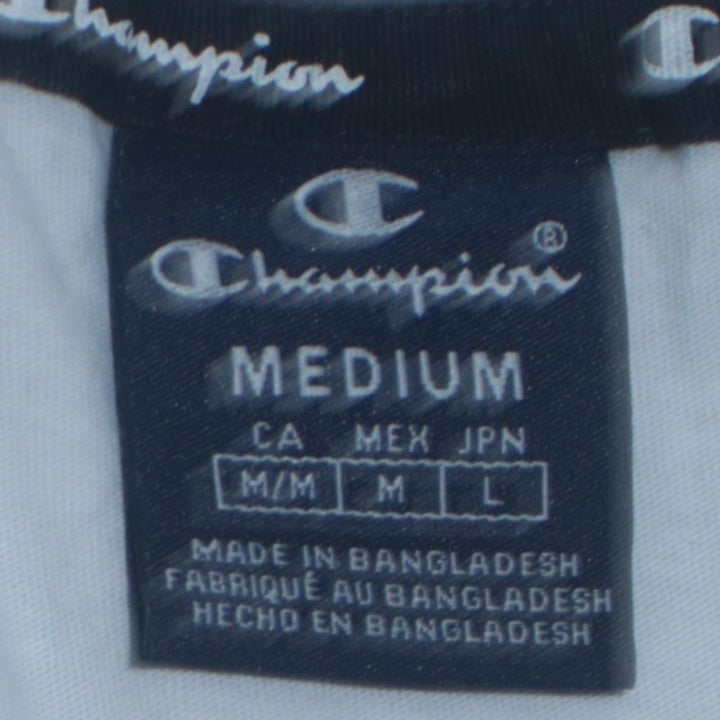 Champion
C
C
Champion®
MEDIUM
CA MEX JPN
M/M M L
MADE IN BANGLADESH
FABRIQUÉ AU BANGLADESH
HECHO EN BANGLADESH